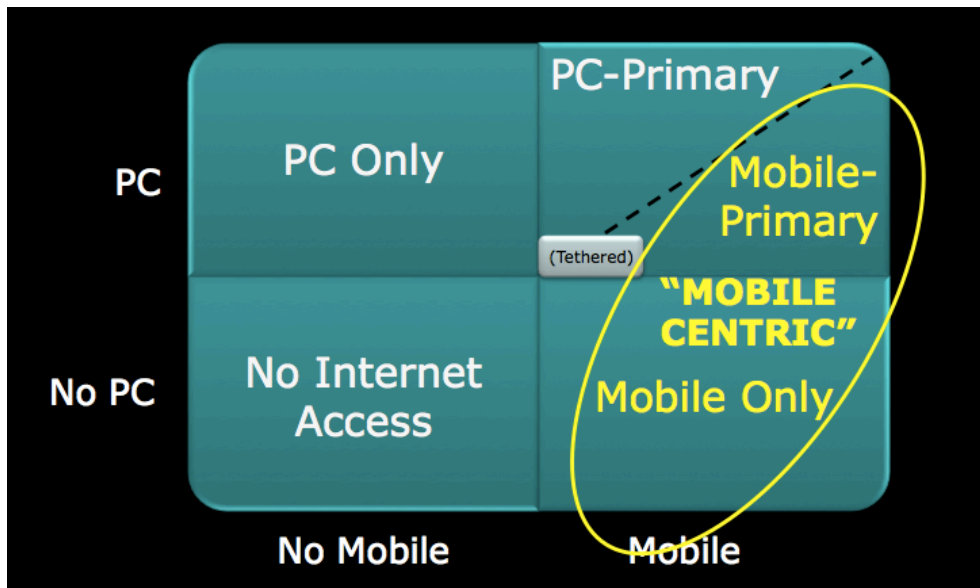 PC-Primary
PC Only
PC
Mobile-
Primary
(Tethered)
“MOBILE
CENTRIC”
No Internet
Access
No PC
Mobile Only
No Mobile
Mobile